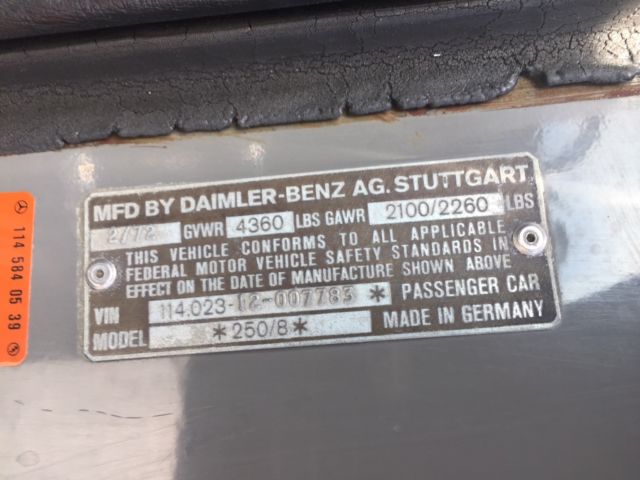 MFD BY DAIMLER-BENZ AG. STUTTGART
2/72 GVWR 4360 LBS GAWR 2100/2260 LBS
THIS VEHICLE CONFORMS TO ALL APPLICABLE
FEDERAL MOTOR VEHICLE SAFETY STANDARDS IN
EFFECT ON THE DATE OF MANUFACTURE SHOWN ABOVE
VIN 114.023-12-007783 * PASSENGER CAR
MODEL *250/8* MADE IN GERMANY
114 584 05 39